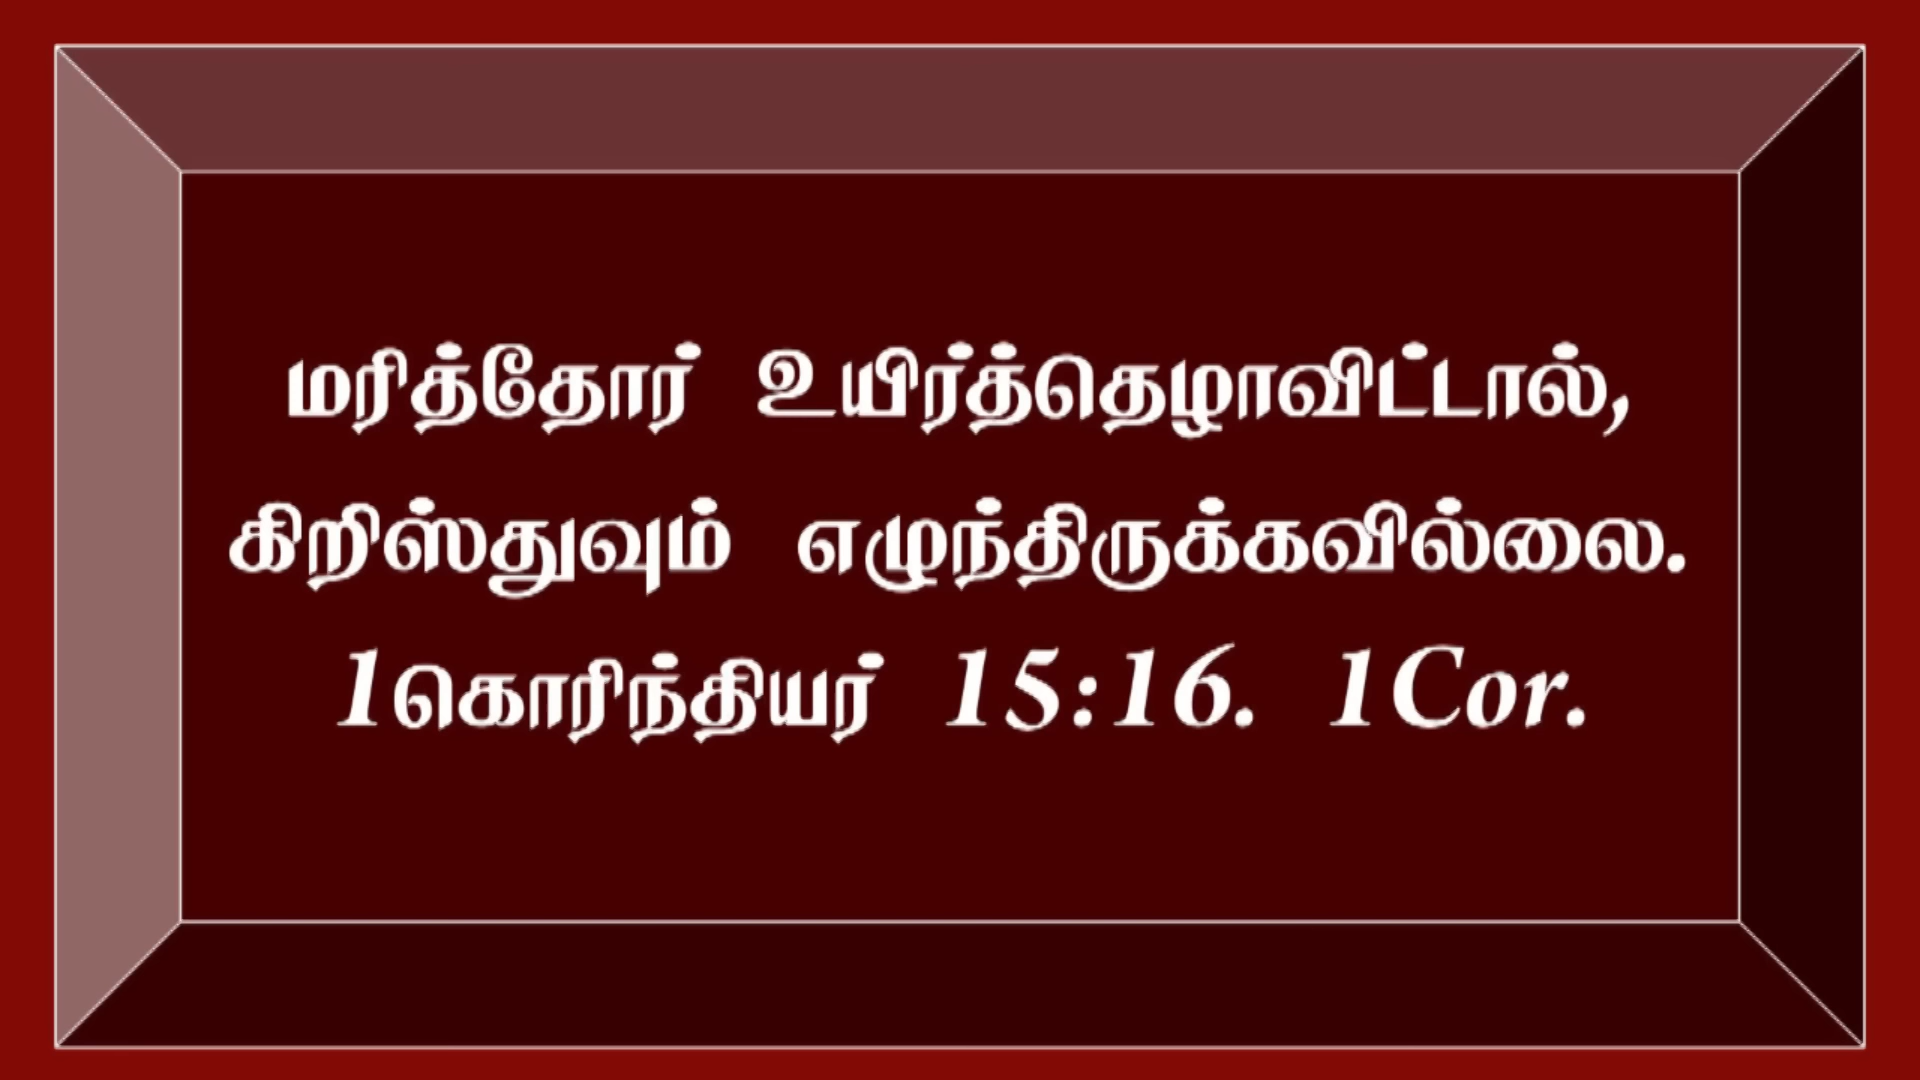 மரித்தோர் உயிர்த்தெழாவிட்டால்,
கிறிஸ்துவும் எழுந்திருக்கவில்லை.
1கொரிந்தியர் 15:16. 1Cor.